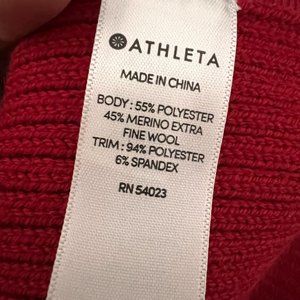 ATHLETA
MADE IN CHINA
BODY : 55% POLYESTER
45% MERINO EXTRA
FINE WOOL
TRIM : 94% POLYESTER
6% SPANDEX
RN 54023